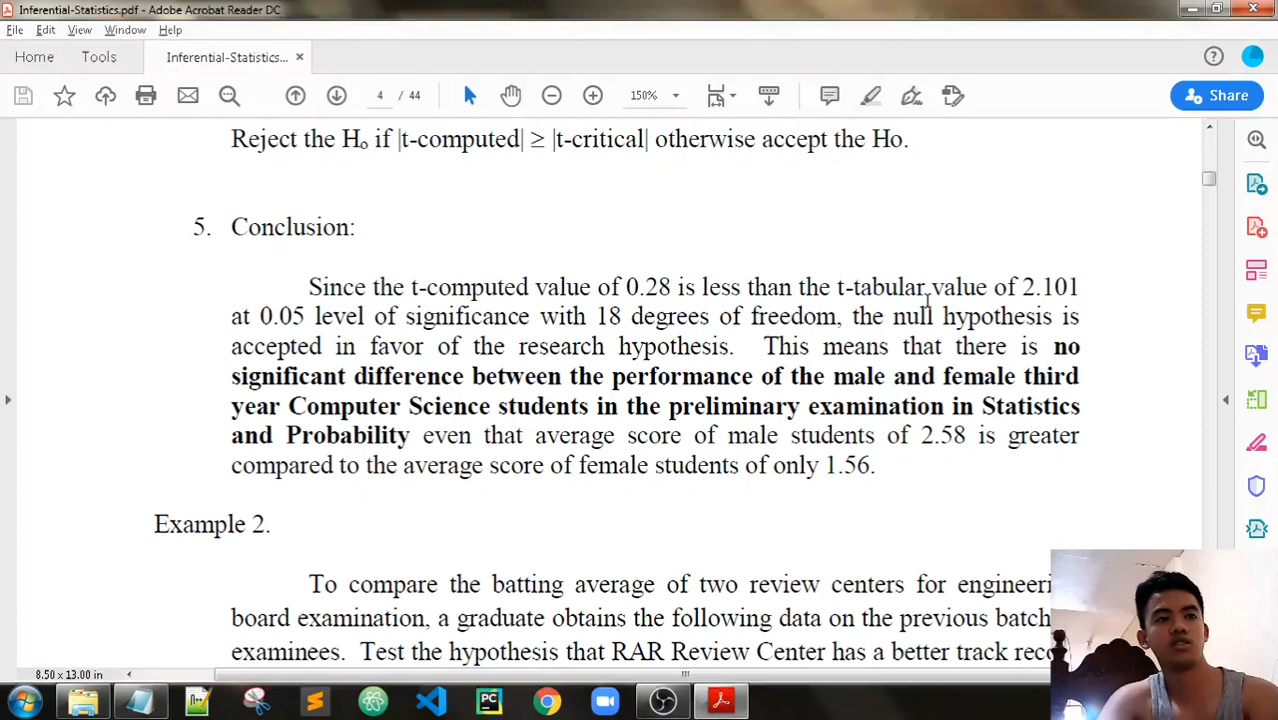 Inferential-Statistics.pdf - Adobe Acrobat Reader DC
File Edit View Window Help
Home Tools Inferential-Statistics... ×
4 / 44 150% Share
Reject the Ho if |t-computed| ≥ |t-critical| otherwise accept the Ho.
5. Conclusion:
Since the t-computed value of 0.28 is less than the t-tabular value of 2.101
at 0.05 level of significance with 18 degrees of freedom, the null hypothesis is
accepted in favor of the research hypothesis. This means that there is no
significant difference between the performance of the male and female third
year Computer Science students in the preliminary examination in Statistics
and Probability even that average score of male students of 2.58 is greater
compared to the average score of female students of only 1.56.
Example 2.
To compare the batting average of two review centers for engineeri
board examination, a graduate obtains the following data on the previous batch
examinees. Test the hypothesis that RAR Review Center has a better track reco
8.50 x 13.00 in
PC